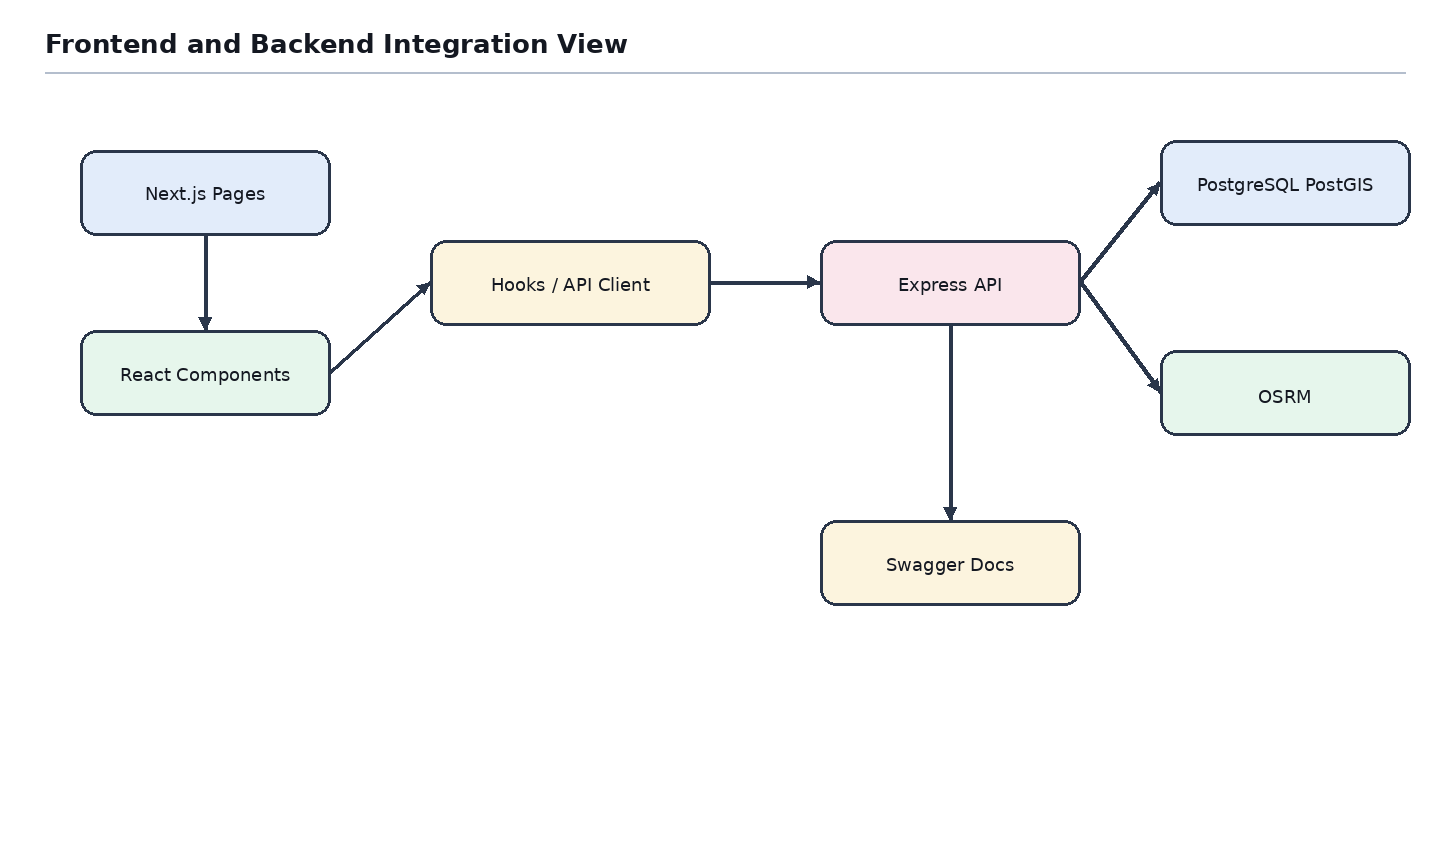 Frontend and Backend Integration View
Next.js Pages
React Components
Hooks / API Client
Express API
PostgreSQL PostGIS
OSRM
Swagger Docs